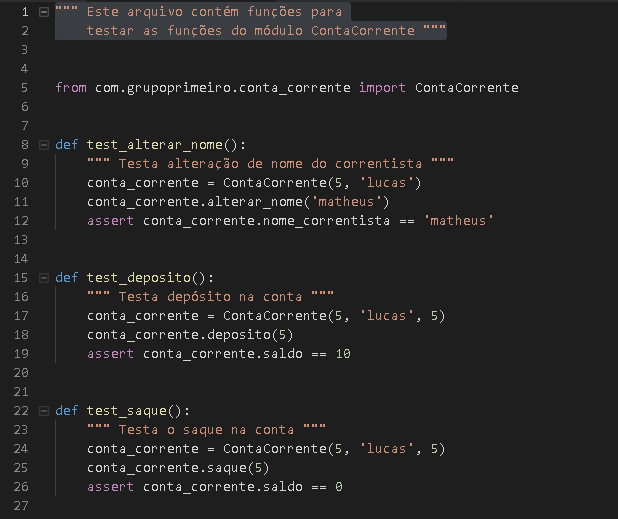 1 """ Este arquivo contém funções para
2 testar as funções do módulo ContaCorrente """
3
4
5 from com.grupoprimeiro.conta_corrente import ContaCorrente
6
7
8 def test_alterar_nome():
9 """ Testa alteração de nome do correntista """
10 conta_corrente = ContaCorrente(5, 'lucas')
11 conta_corrente.alterar_nome('matheus')
12 assert conta_corrente.nome_correntista == 'matheus'
13
14
15 def test_deposito():
16 """ Testa depósito na conta """
17 conta_corrente = ContaCorrente(5, 'lucas', 5)
18 conta_corrente.deposito(5)
19 assert conta_corrente.saldo == 10
20
21
22 def test_saque():
23 """ Testa o saque na conta """
24 conta_corrente = ContaCorrente(5, 'lucas', 5)
25 conta_corrente.saque(5)
26 assert conta_corrente.saldo == 0
27